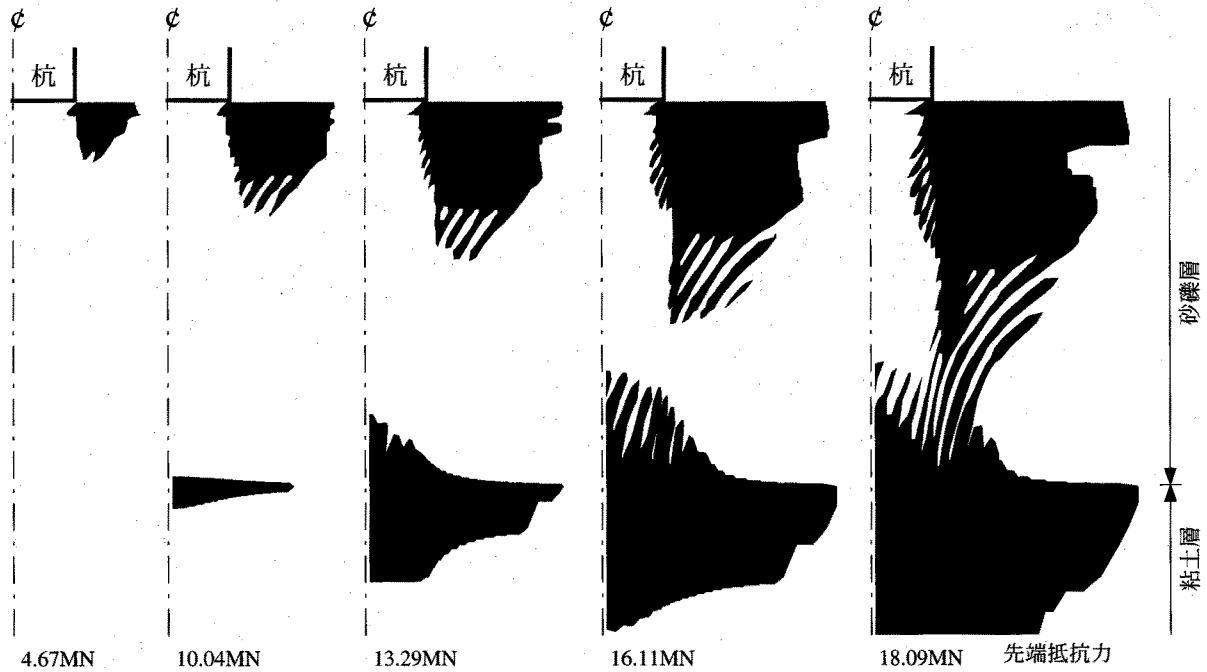 ₵ ₵ ₵ ₵ ₵
杭 杭 杭 杭 杭
砂礫層
粘土層
4.67MN 10.04MN 13.29MN 16.11MN 18.09MN 先端抵抗力